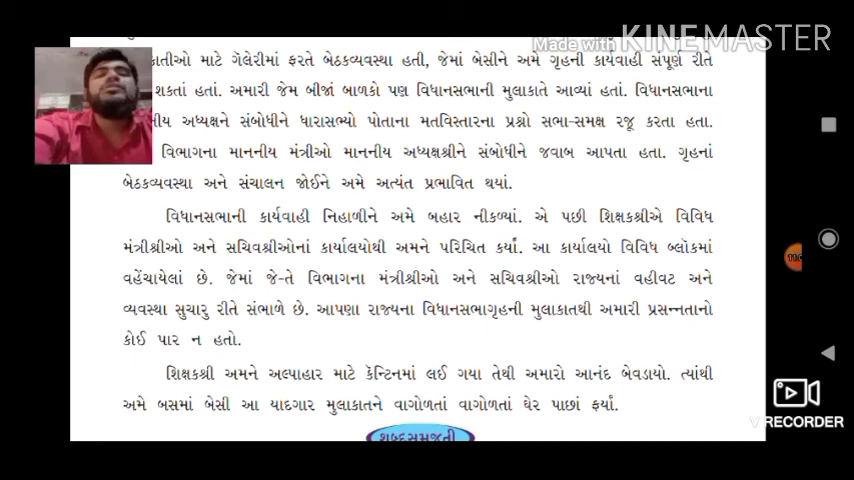 Made with KINEMASTER
માટે ગૅલેરીમાં ફરતે બેઠકવ્યવસ્થા હતી, જેમાં બેસીને અમે ગૃહની કાર્યવાહી સંપૂર્ણ રીતે
શકતાં હતાં. અમારી જેમ બીજાં બાળકો પણ વિધાનસભાની મુલાકાતે આવ્યાં હતાં. વિધાનસભાના
અધ્યક્ષને સંબોધીને ધારાસભ્યો પોતાના મતવિસ્તારના પ્રશ્નો સભા-સમક્ષ રજૂ કરતા હતા.
વિભાગના માનનીય મંત્રીઓ માનનીય અધ્યક્ષશ્રીને સંબોધીને જવાબ આપતા હતા. ગૃહનાં
બેઠકવ્યવસ્થા અને સંચાલન જોઈને અમે અત્યંત પ્રભાવિત થયાં.
વિધાનસભાની કાર્યવાહી નિહાળીને અમે બહાર નીકળ્યાં. એ પછી શિક્ષકશ્રીએ વિવિધ
મંત્રીશ્રીઓ અને સચિવશ્રીઓનાં કાર્યાલયોથી અમને પરિચિત કર્યાં. આ કાર્યાલયો વિવિધ બ્લૉકમાં
વહેંચાયેલાં છે. જેમાં જે-તે વિભાગના મંત્રીશ્રીઓ અને સચિવશ્રીઓ રાજ્યનાં વહીવટ અને
વ્યવસ્થા સુચારુ રીતે સંભાળે છે. આપણા રાજ્યના વિધાનસભાગૃહની મુલાકાતથી અમારી પ્રસન્નતાનો
કોઈ પાર ન હતો.
શિક્ષકશ્રી અમને અલ્પાહાર માટે કૅન્ટિનમાં લઈ ગયા તેથી અમારો આનંદ બેવડાયો. ત્યાંથી
અમે બસમાં બેસી આ યાદગાર મુલાકાતને વાગોળતાં વાગોળતાં ઘેર પાછાં ફર્યાં.
શબ્દસમજૂતી
V RECORDER